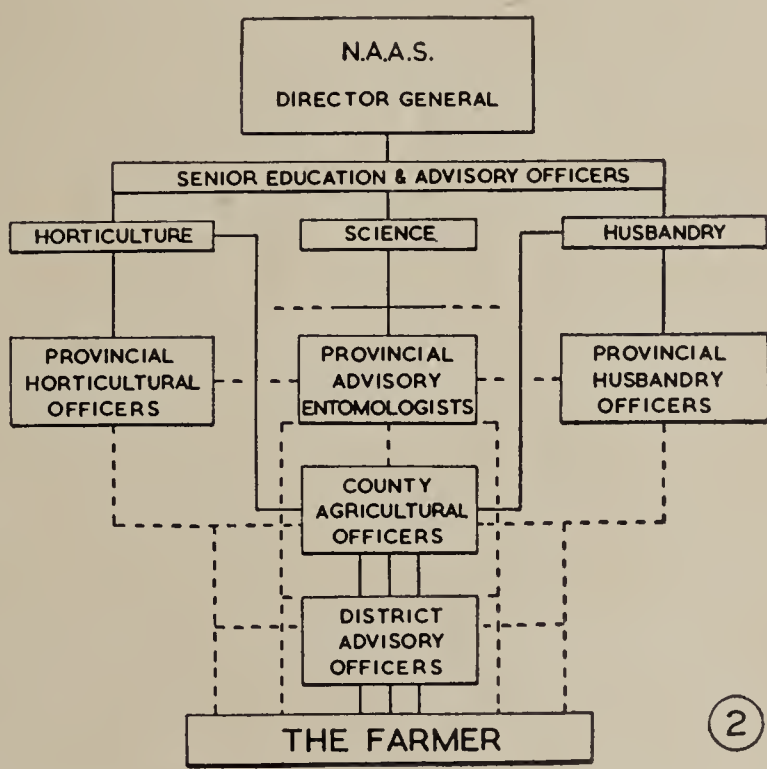 N.A.A.S.
DIRECTOR GENERAL
SENIOR EDUCATION & ADVISORY OFFICERS
HORTICULTURE
SCIENCE
HUSBANDRY
PROVINCIAL
HORTICULTURAL
OFFICERS
PROVINCIAL
ADVISORY
ENTOMOLOGISTS
PROVINCIAL
HUSBANDRY
OFFICERS
COUNTY
AGRICULTURAL
OFFICERS
DISTRICT
ADVISORY
OFFICERS
THE FARMER
2